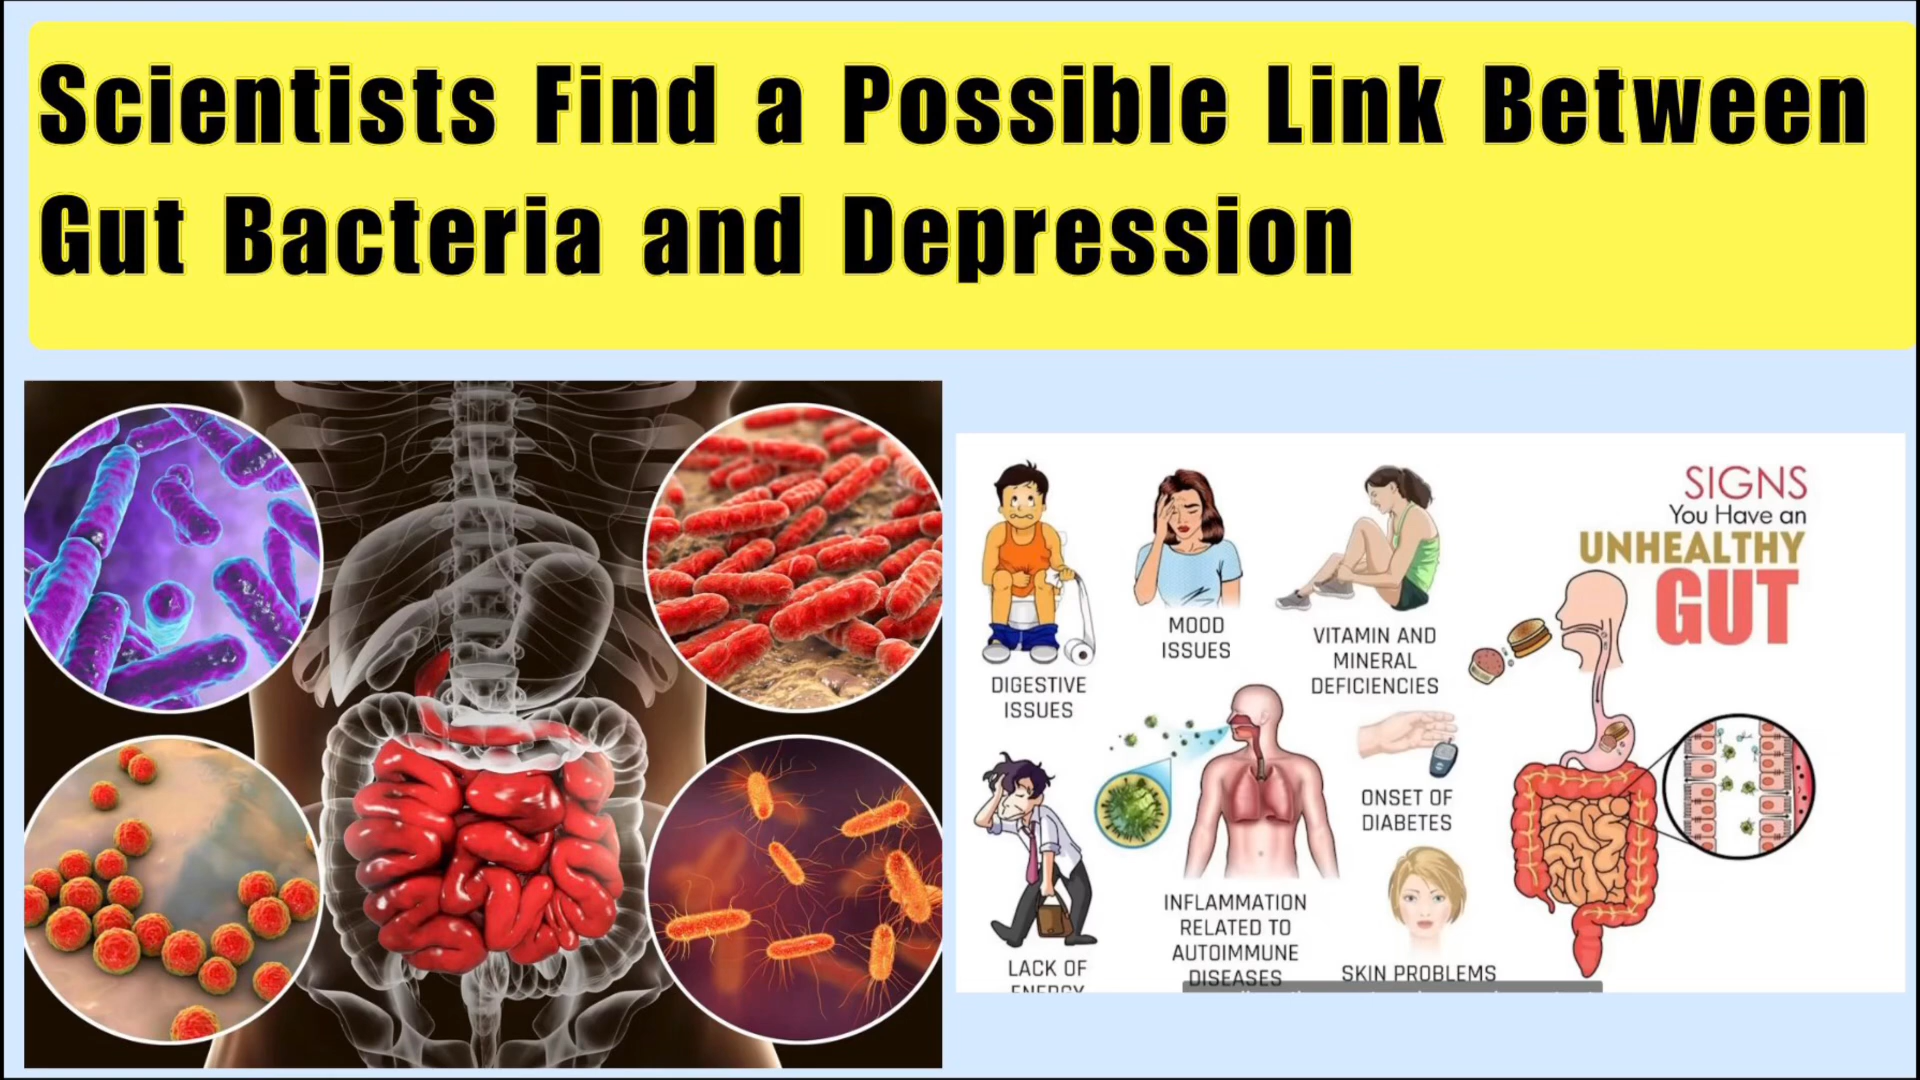 Scientists Find a Possible Link Between
Gut Bacteria and Depression
SIGNS
You Have an
UNHEALTHY
GUT
DIGESTIVE
ISSUES
MOOD
ISSUES
VITAMIN AND
MINERAL
DEFICIENCIES
LACK OF
ENERGY
INFLAMMATION
RELATED TO
AUTOIMMUNE
DISEASES
ONSET OF
DIABETES
SKIN PROBLEMS